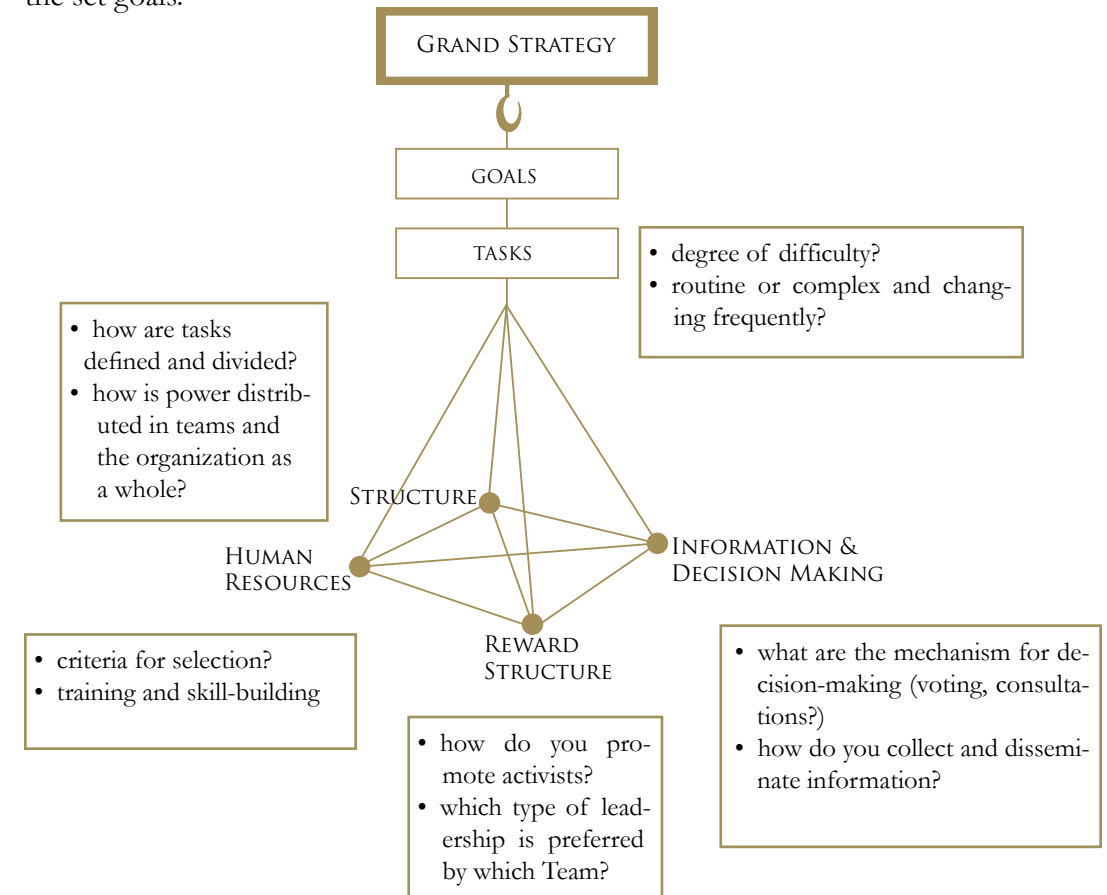 the set goals.
GRAND STRATEGY
GOALS
TASKS
• degree of difficulty?
• routine or complex and chang-
ing frequently?
• how are tasks
defined and divided?
• how is power distrib-
uted in teams and
the organization as
a whole?
STRUCTURE
HUMAN
RESOURCES
INFORMATION &
DECISION MAKING
REWARD
STRUCTURE
• criteria for selection?
• training and skill-building
• how do you pro-
mote activists?
• which type of lead-
ership is preferred
by which Team?
• what are the mechanism for de-
cision-making (voting, consulta-
tions?)
• how do you collect and dissemi-
nate information?